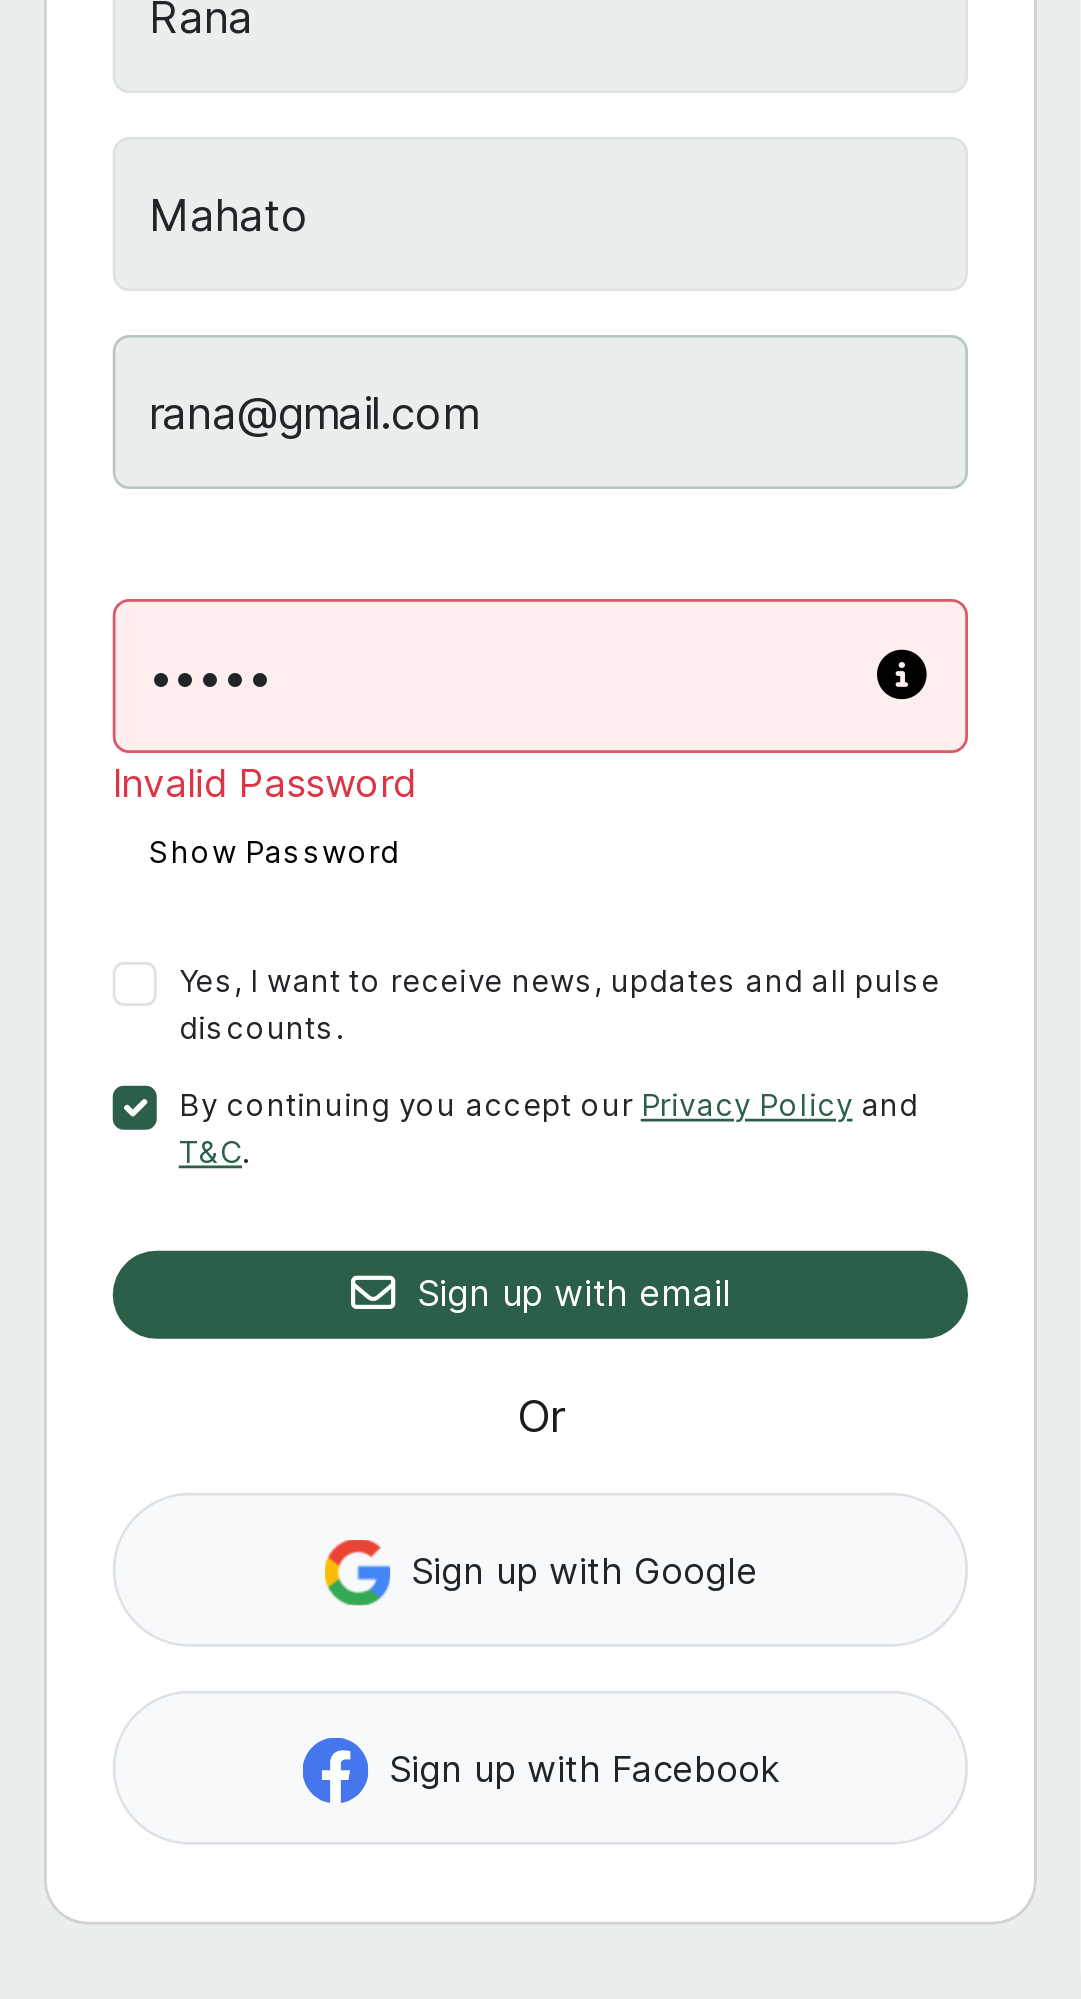 Rana
Mahato
rana@gmail.com
•••••
Invalid Password
Show Password
Yes, I want to receive news, updates and all pulse
discounts.
By continuing you accept our Privacy Policy and
T&C.
Sign up with email
Or
Sign up with Google
Sign up with Facebook